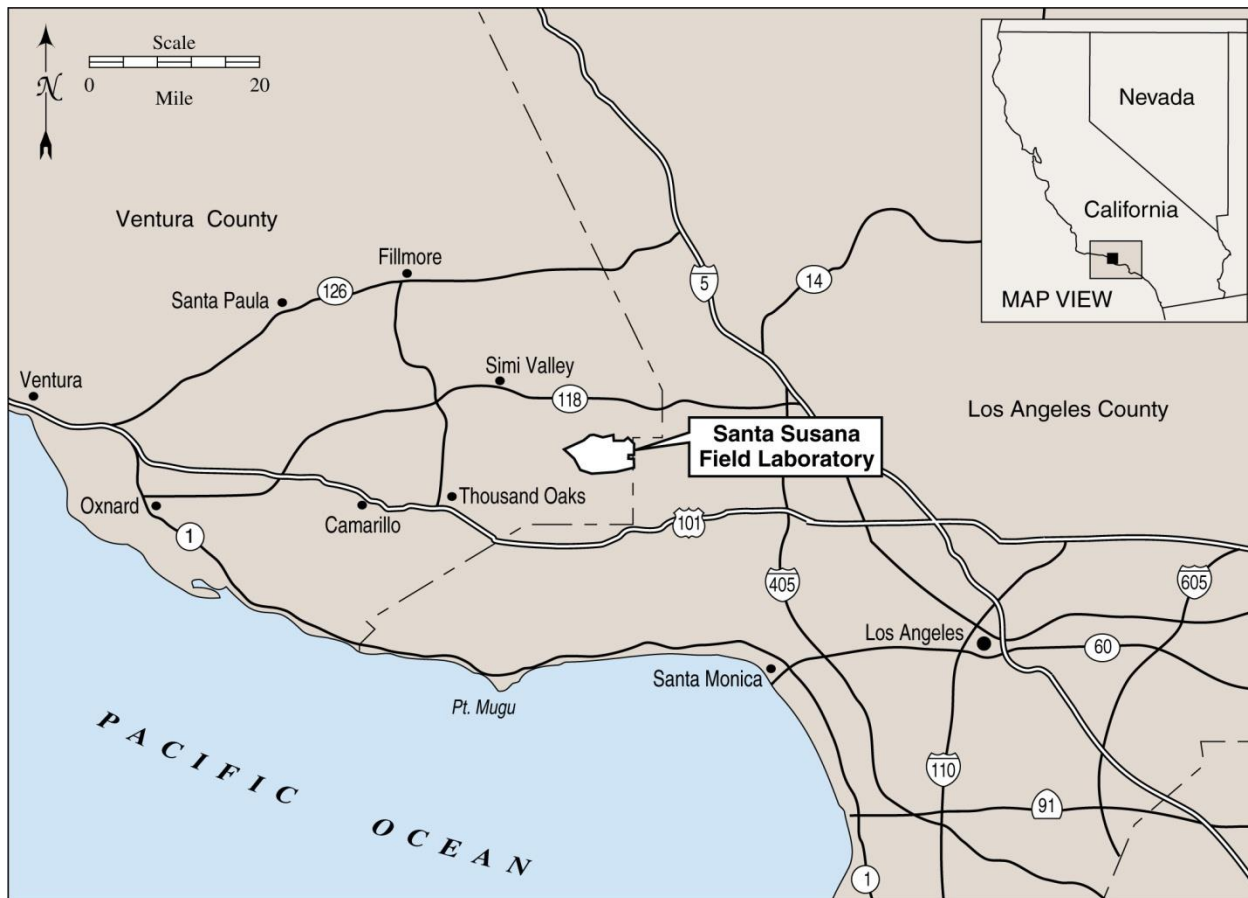 Scale
N
0
20
Mile
Nevada
California
MAP VIEW
Ventura County
Fillmore
Santa Paula
126
5
14
Simi Valley
118
Ventura
Los Angeles County
Santa Susana
Field Laboratory
Oxnard
Camarillo
Thousand Oaks
101
1
405
605
Los Angeles
60
Santa Monica
Pt. Mugu
PACIFIC OCEAN
110
91
1